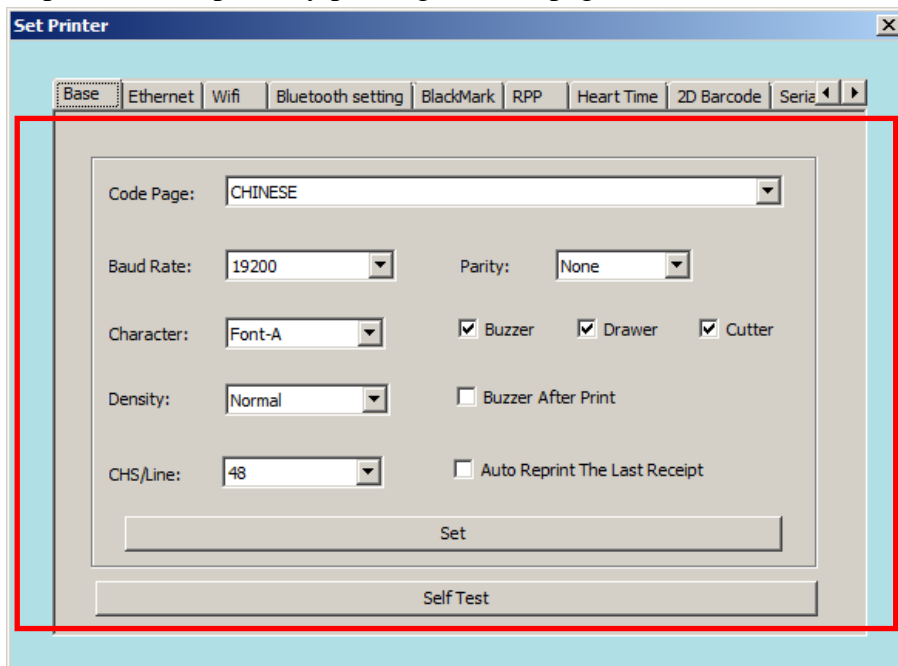 Set Printer
Base Ethernet Wifi Bluetooth setting BlackMark RPP Heart Time 2D Barcode Seria
Code Page: CHINESE
Baud Rate: 19200 Parity: None
Character: Font-A Buzzer Drawer Cutter
Density: Normal Buzzer After Print
CHS/Line: 48 Auto Reprint The Last Receipt
Set
Self Test